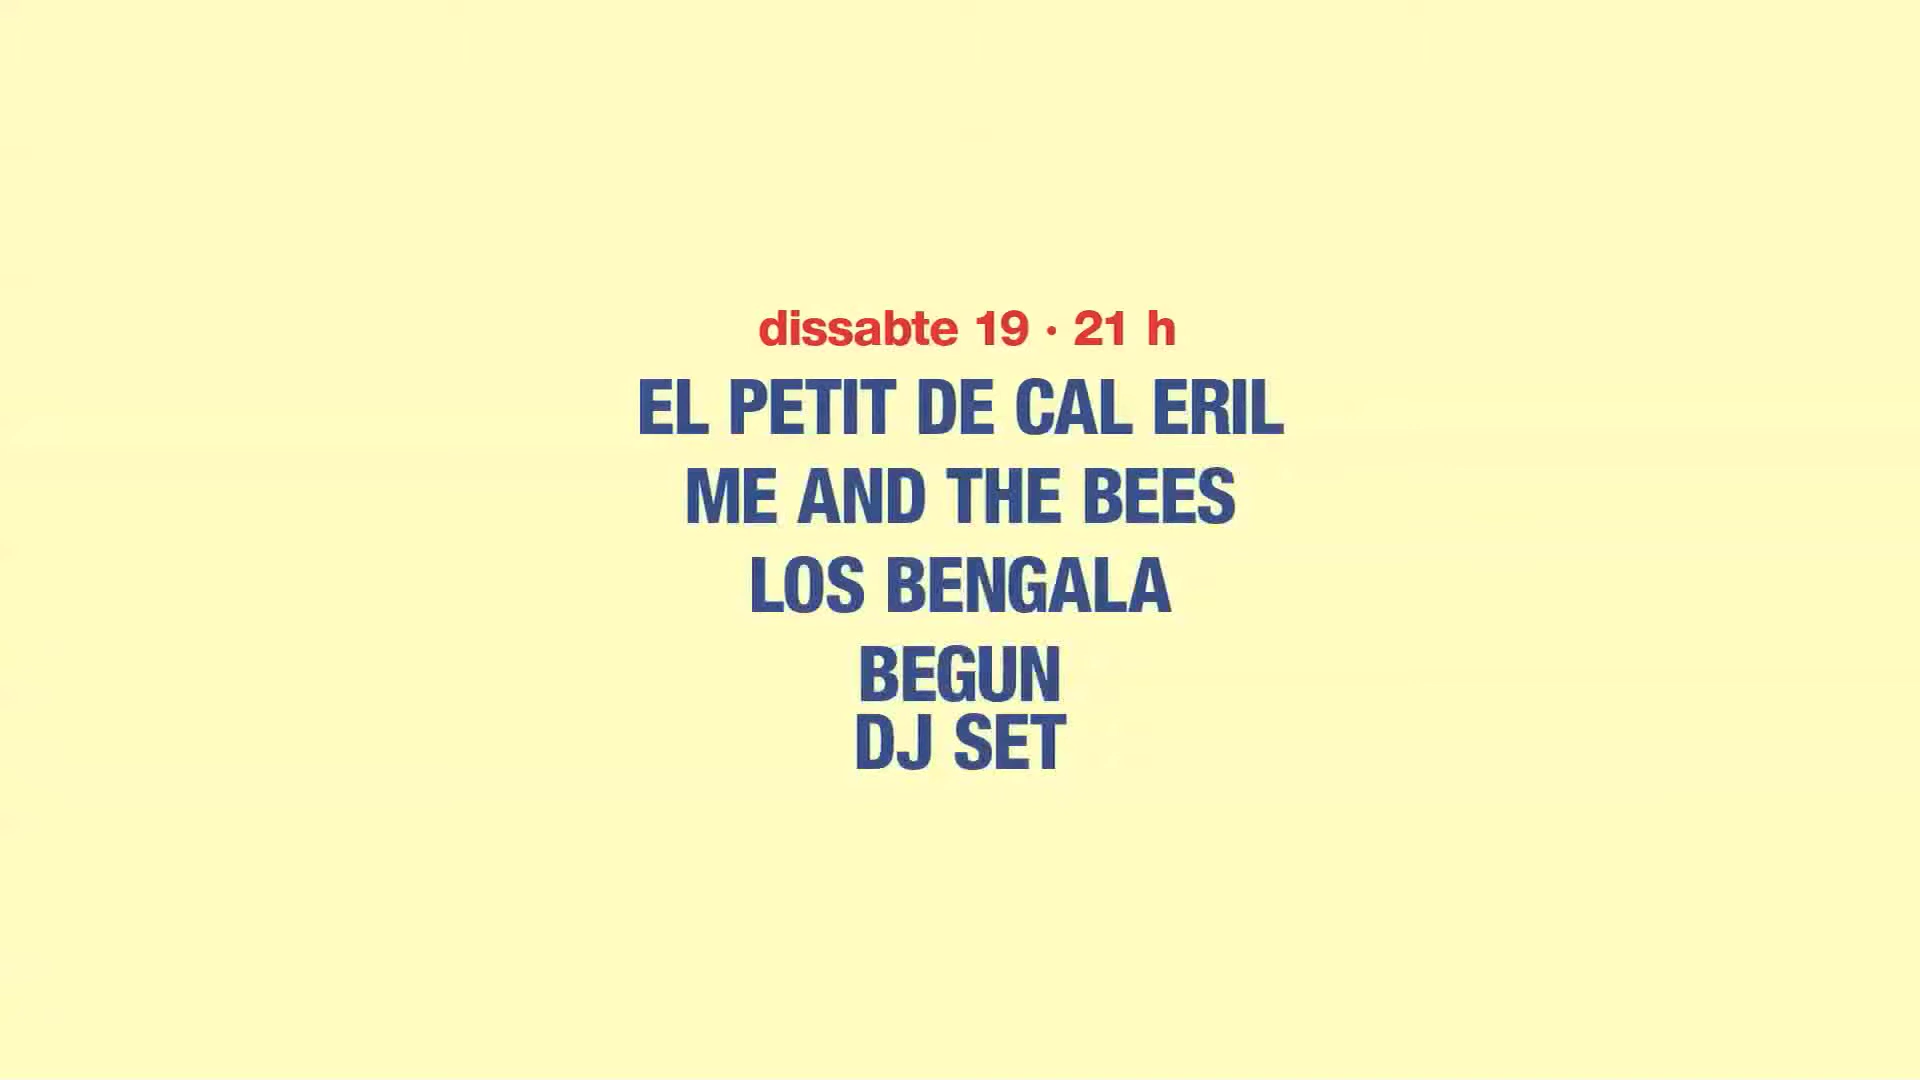 dissabte 19 · 21 h
EL PETIT DE CAL ERIL
ME AND THE BEES
LOS BENGALA
BEGUN
DJ SET